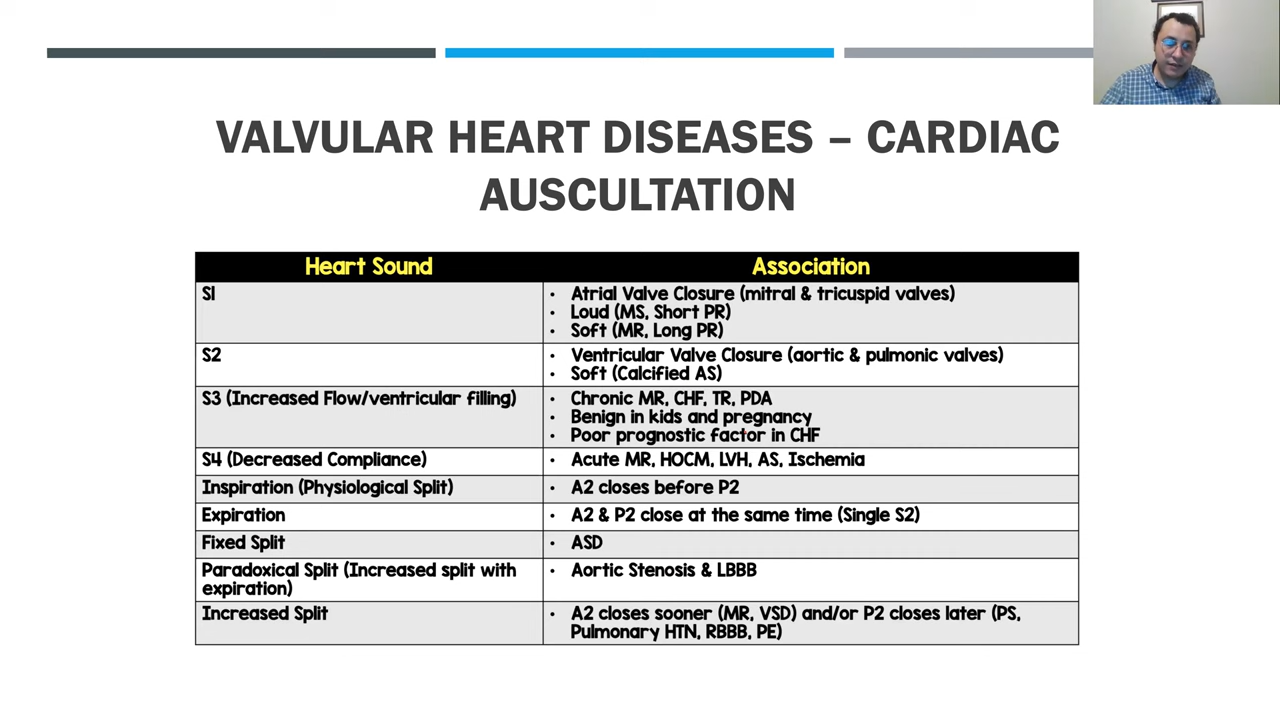 VALVULAR HEART DISEASES – CARDIAC
AUSCULTATION
Heart Sound
Association
S1
• Atrial Valve Closure (mitral & tricuspid valves)
• Loud (MS, Short PR)
• Soft (MR, Long PR)
S2
• Ventricular Valve Closure (aortic & pulmonic valves)
• Soft (Calcified AS)
S3 (Increased Flow/ventricular filling)
• Chronic MR, CHF, TR, PDA
• Benign in kids and pregnancy
• Poor prognostic factor in CHF
S4 (Decreased Compliance)
• Acute MR, HOCM, LVH, AS, Ischemia
Inspiration (Physiological Split)
• A2 closes before P2
Expiration
• A2 & P2 close at the same time (Single S2)
Fixed Split
• ASD
Paradoxical Split (Increased split with
expiration)
• Aortic Stenosis & LBBB
Increased Split
• A2 closes sooner (MR, VSD) and/or P2 closes later (PS,
Pulmonary HTN, RBBB, PE)